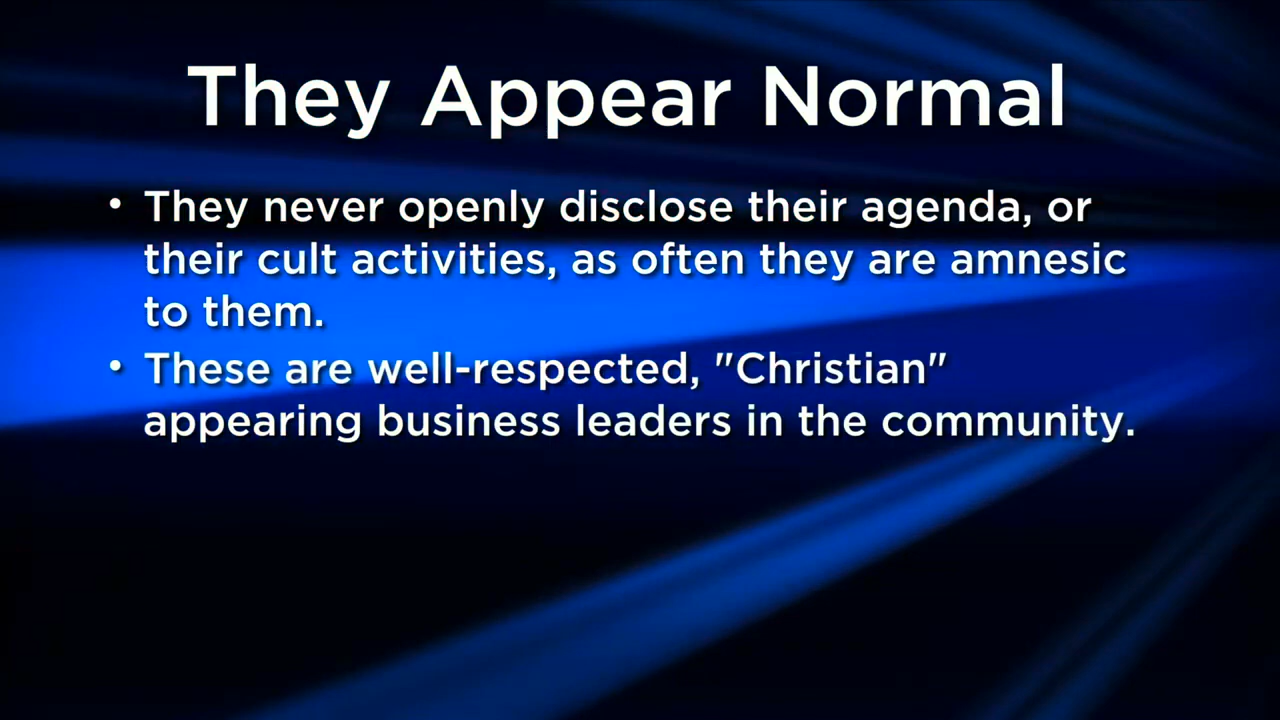 They Appear Normal
• They never openly disclose their agenda, or
their cult activities, as often they are amnesic
to them.
• These are well-respected, "Christian"
appearing business leaders in the community.